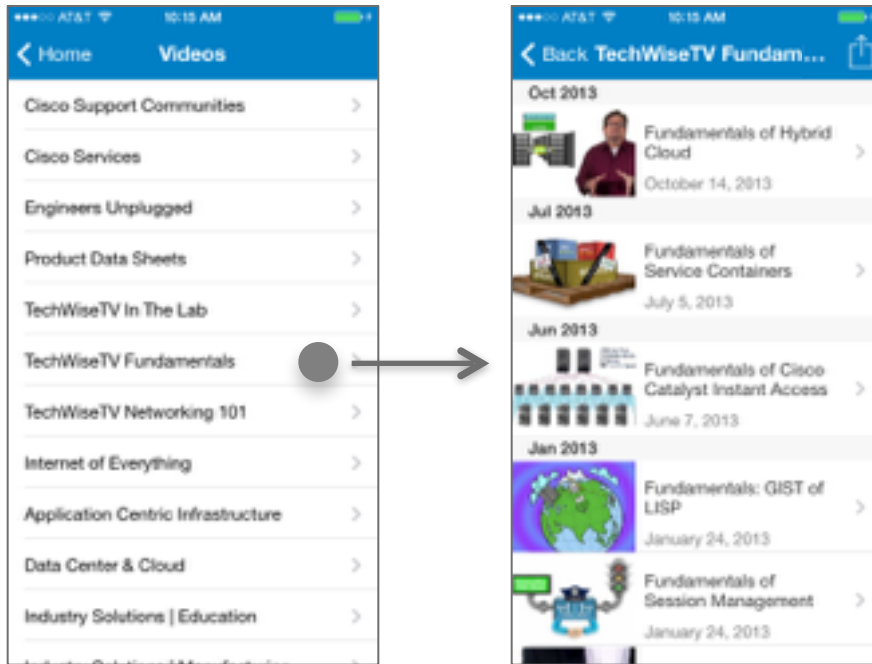 AT&T 10:15 AM
Home Videos
Cisco Support Communities
Cisco Services
Engineers Unplugged
Product Data Sheets
TechWiseTV In The Lab
TechWiseTV Fundamentals
TechWiseTV Networking 101
Internet of Everything
Application Centric Infrastructure
Data Center & Cloud
Industry Solutions | Education
Industry Solutions | Manufacturing
AT&T 10:15 AM
Back TechWiseTV Fundam...
Oct 2013
Fundamentals of Hybrid
Cloud
October 14, 2013
Jul 2013
Fundamentals of
Service Containers
July 5, 2013
Jun 2013
Fundamentals of Cisco
Catalyst Instant Access
June 7, 2013
Jan 2013
Fundamentals: GIST of
LISP
January 24, 2013
Fundamentals of
Session Management
January 24, 2013